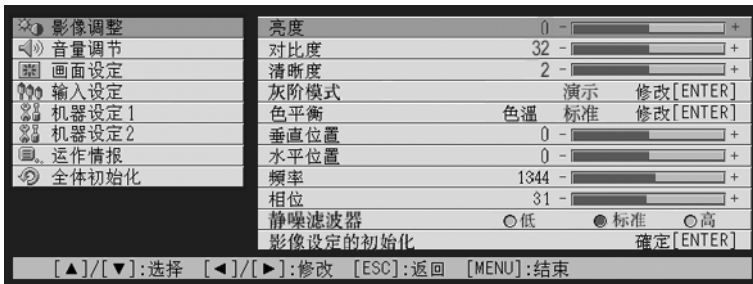 影像调整
音量调节
画面设定
输入设定
机器设定1
机器设定2
运作情报
全体初始化
亮度 0 - +
对比度 32 - +
清晰度 2 - +
灰阶模式 演示 修改[ENTER]
色平衡 色温 标准 修改[ENTER]
垂直位置 0 - +
水平位置 0 - +
频率 1344 - +
相位 31 - +
静噪滤波器 低 标准 高
影像设定的初始化 確定[ENTER]
[▲]/[▼]:选择 [◄]/[►]:修改 [ESC]:返回 [MENU]:结束